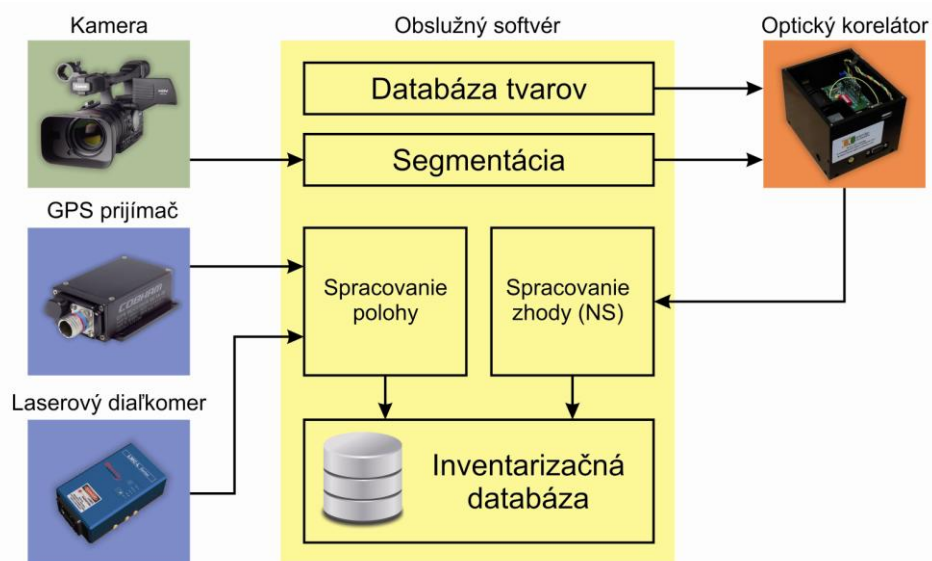 Kamera
Obslužný softvér
Optický korelátor
Databáza tvarov
Segmentácia
GPS prijímač
COBHAM
Spracovanie
polohy
Spracovanie
zhody (NS)
Laserový diaľkomer
Inventarizačná
databáza